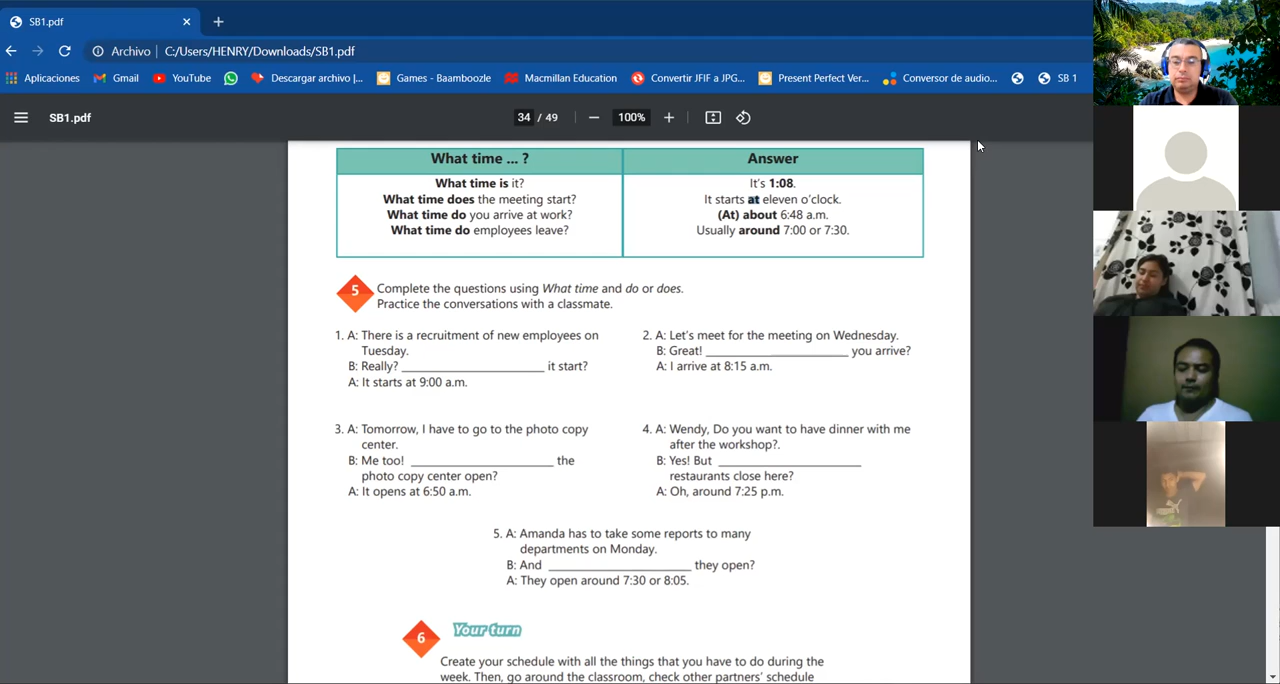 SB1.pdf
Archivo C:/Users/HENRY/Downloads/SB1.pdf
Aplicaciones Gmail YouTube Descargar archivo |... Games - Baamboozle Macmillan Education Convertir JFIF a JPG... Present Perfect Ver... Conversor de audio... SB 1
SB1.pdf 34 / 49 100%
What time ... ? Answer
What time is it? It's 1:08.
What time does the meeting start? It starts at eleven o'clock.
What time do you arrive at work? (At) about 6:48 a.m.
What time do employees leave? Usually around 7:00 or 7:30.
5 Complete the questions using What time and do or does.
Practice the conversations with a classmate.
1. A: There is a recruitment of new employees on
Tuesday.
B: Really? ____________________ it start?
A: It starts at 9:00 a.m.
2. A: Let's meet for the meeting on Wednesday.
B: Great! ____________________ you arrive?
A: I arrive at 8:15 a.m.
3. A: Tomorrow, I have to go to the photo copy
center.
B: Me too! ____________________ the
photo copy center open?
A: It opens at 6:50 a.m.
4. A: Wendy, Do you want to have dinner with me
after the workshop?.
B: Yes! But ____________________
restaurants close here?
A: Oh, around 7:25 p.m.
5. A: Amanda has to take some reports to many
departments on Monday.
B: And ____________________ they open?
A: They open around 7:30 or 8:05.
6 Your turn
Create your schedule with all the things that you have to do during the
week. Then, go around the classroom, check other partners' schedule